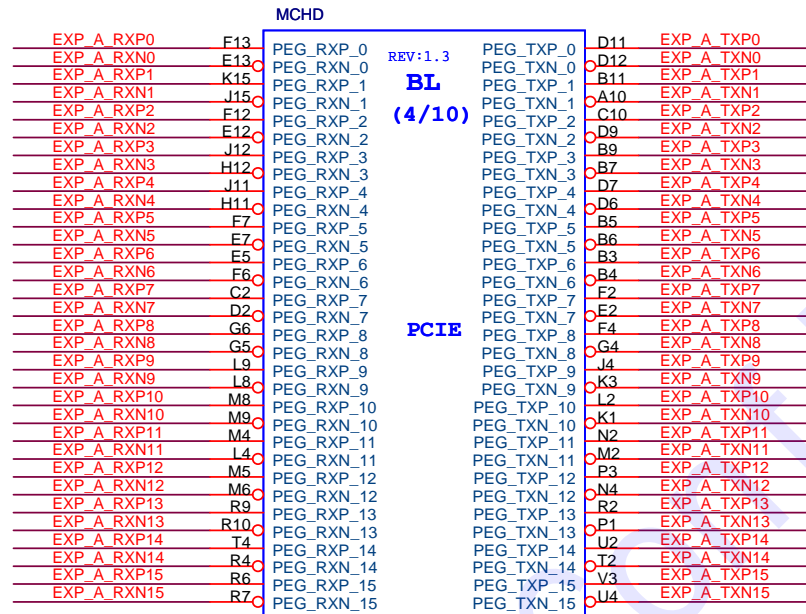 MCHD
EXP_A_RXP0 F13 PEG_RXP_0 REV:1.3 PEG_TXP_0 D11 EXP_A_TXP0
EXP_A_RXN0 E13 PEG_RXN_0 PEG_TXN_0 D12 EXP_A_TXN0
EXP_A_RXP1 K15 PEG_RXP_1 BL PEG_TXP_1 B11 EXP_A_TXP1
EXP_A_RXN1 J15 PEG_RXN_1 PEG_TXN_1 A10 EXP_A_TXN1
EXP_A_RXP2 F12 PEG_RXP_2 (4/10) PEG_TXP_2 C10 EXP_A_TXP2
EXP_A_RXN2 E12 PEG_RXN_2 PEG_TXN_2 D9 EXP_A_TXN2
EXP_A_RXP3 J12 PEG_RXP_3 PEG_TXP_3 B9 EXP_A_TXP3
EXP_A_RXN3 H12 PEG_RXN_3 PEG_TXN_3 B7 EXP_A_TXN3
EXP_A_RXP4 J11 PEG_RXP_4 PEG_TXP_4 D7 EXP_A_TXP4
EXP_A_RXN4 H11 PEG_RXN_4 PEG_TXN_4 D6 EXP_A_TXN4
EXP_A_RXP5 F7 PEG_RXP_5 PEG_TXP_5 B5 EXP_A_TXP5
EXP_A_RXN5 E7 PEG_RXN_5 PEG_TXN_5 B6 EXP_A_TXN5
EXP_A_RXP6 E5 PEG_RXP_6 PEG_TXP_6 B3 EXP_A_TXP6
EXP_A_RXN6 F6 PEG_RXN_6 PEG_TXN_6 B4 EXP_A_TXN6
EXP_A_RXP7 C2 PEG_RXP_7 PEG_TXP_7 F2 EXP_A_TXP7
EXP_A_RXN7 D2 PEG_RXN_7 PEG_TXN_7 E2 EXP_A_TXN7
EXP_A_RXP8 G6 PEG_RXP_8 PCIE PEG_TXP_8 F4 EXP_A_TXP8
EXP_A_RXN8 G5 PEG_RXN_8 PEG_TXN_8 G4 EXP_A_TXN8
EXP_A_RXP9 L9 PEG_RXP_9 PEG_TXP_9 J4 EXP_A_TXP9
EXP_A_RXN9 L8 PEG_RXN_9 PEG_TXN_9 K3 EXP_A_TXN9
EXP_A_RXP10 M8 PEG_RXP_10 PEG_TXP_10 L2 EXP_A_TXP10
EXP_A_RXN10 M9 PEG_RXN_10 PEG_TXN_10 K1 EXP_A_TXN10
EXP_A_RXP11 M4 PEG_RXP_11 PEG_TXP_11 N2 EXP_A_TXP11
EXP_A_RXN11 L4 PEG_RXN_11 PEG_TXN_11 M2 EXP_A_TXN11
EXP_A_RXP12 M5 PEG_RXP_12 PEG_TXP_12 P3 EXP_A_TXP12
EXP_A_RXN12 M6 PEG_RXN_12 PEG_TXN_12 N4 EXP_A_TXN12
EXP_A_RXP13 R9 PEG_RXP_13 PEG_TXP_13 R2 EXP_A_TXP13
EXP_A_RXN13 R10 PEG_RXN_13 PEG_TXN_13 P1 EXP_A_TXN13
EXP_A_RXP14 T4 PEG_RXP_14 PEG_TXP_14 U2 EXP_A_TXP14
EXP_A_RXN14 R4 PEG_RXN_14 PEG_TXN_14 T2 EXP_A_TXN14
EXP_A_RXP15 R6 PEG_RXP_15 PEG_TXP_15 V3 EXP_A_TXP15
EXP_A_RXN15 R7 PEG_RXN_15 PEG_TXN_15 U4 EXP_A_TXN15